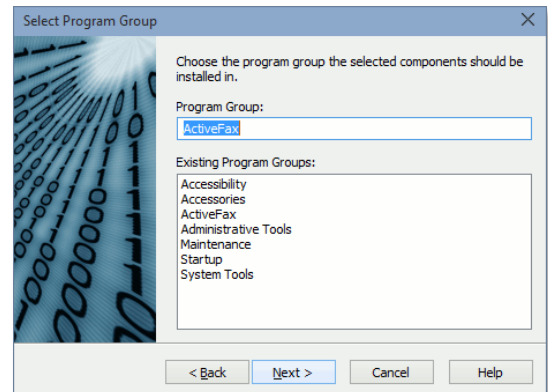 Select Program Group
Choose the program group the selected components should be
installed in.
Program Group:
ActiveFax
Existing Program Groups:
Accessibility
Accessories
ActiveFax
Administrative Tools
Maintenance
Startup
System Tools
< Back
Next >
Cancel
Help